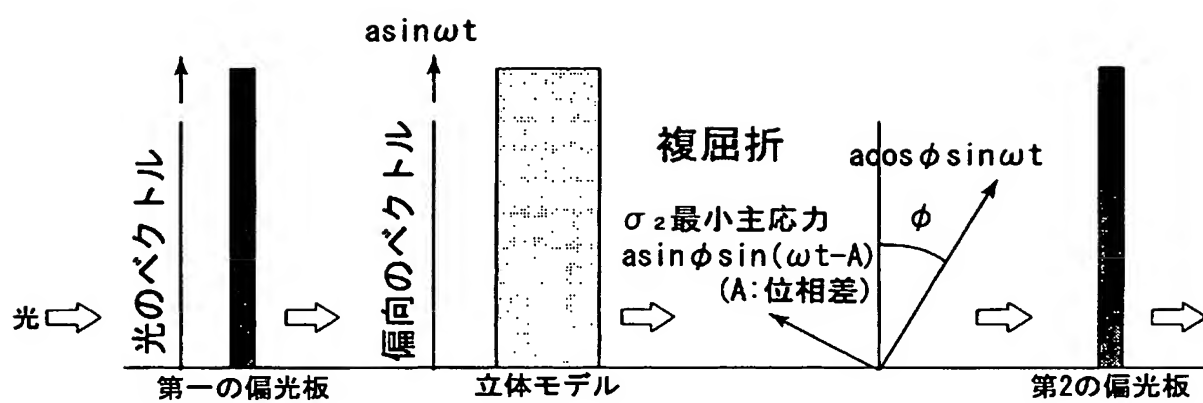 asinωt
光のベクトル
偏向のベクトル
複屈折
acosφsinωt
σ₂最小主応力
asinφsin(ωt-A)
(A:位相差)
φ
光
第一の偏光板
立体モデル
第2の偏光板